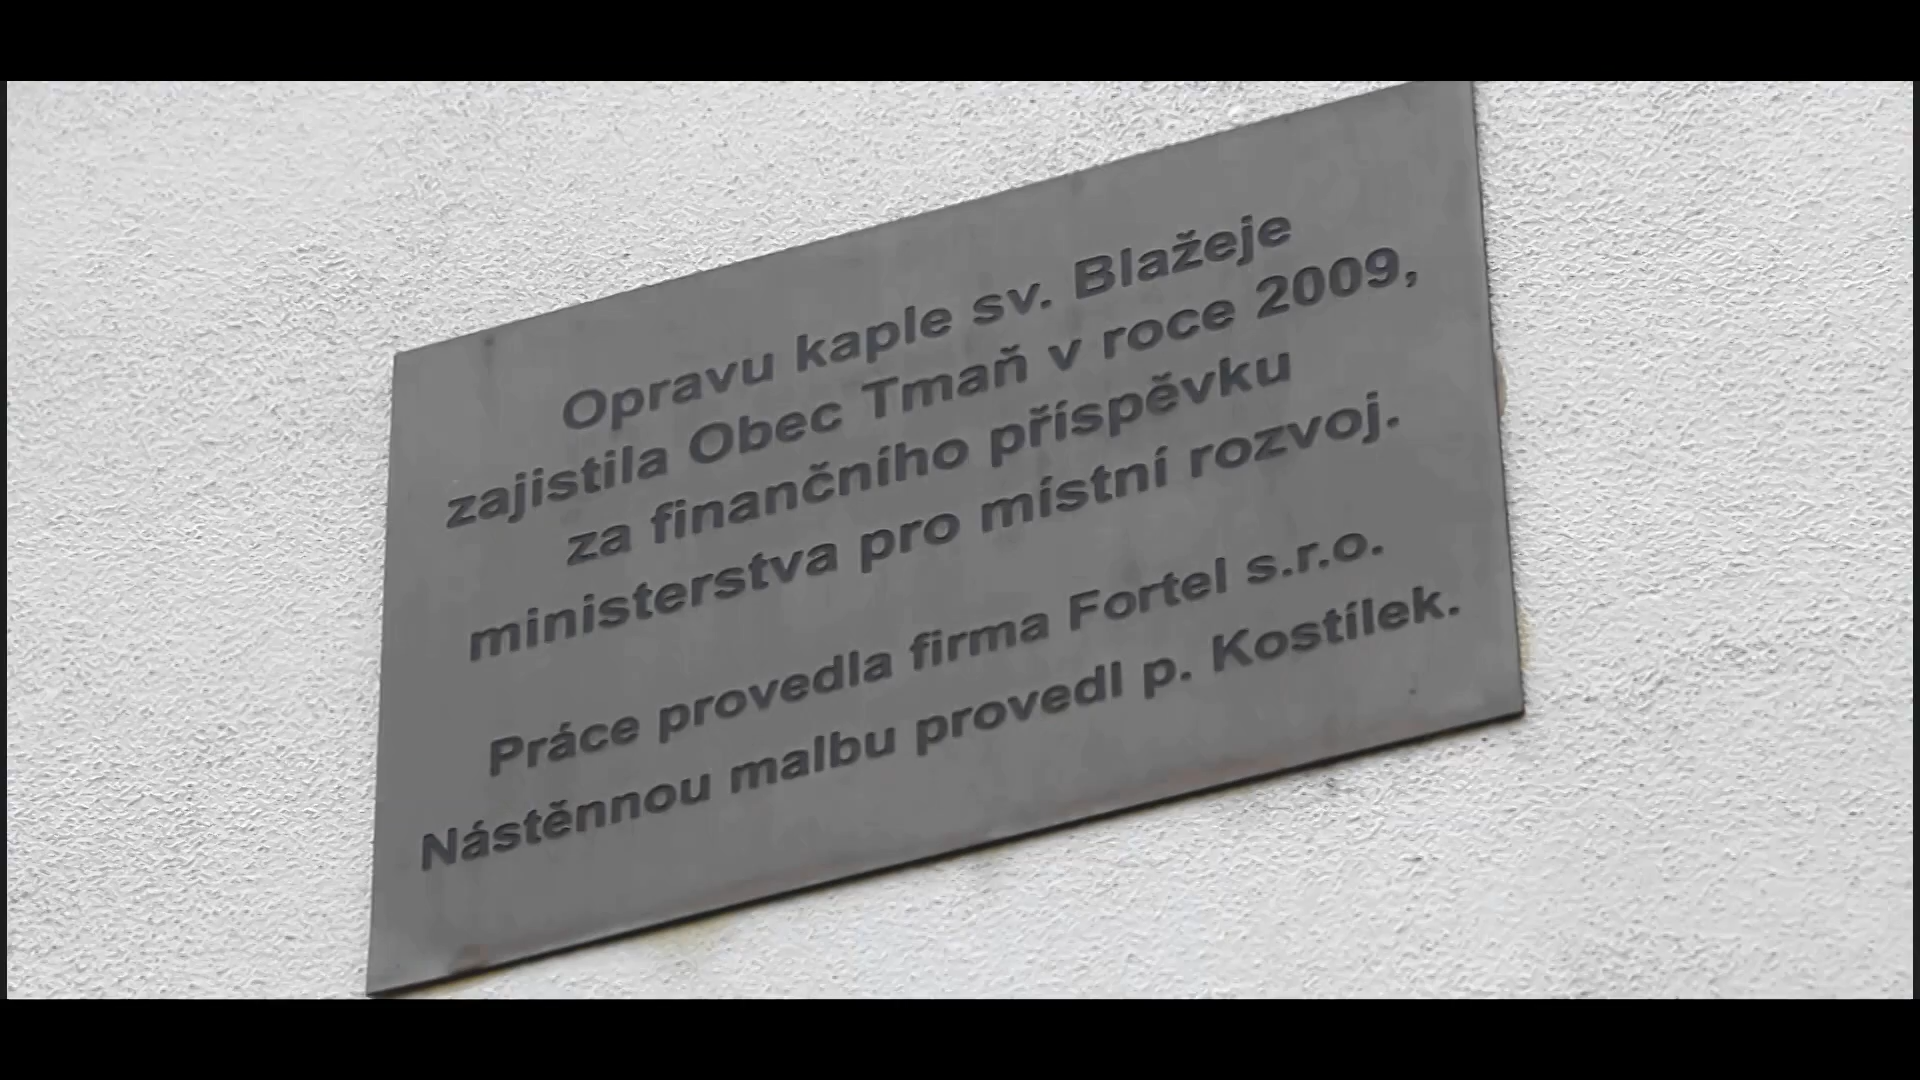 Opravu kaple sv. Blažeje
zajistila Obec Tmaň v roce 2009,
za finančního příspěvku
ministerstva pro místní rozvoj.
Práce provedla firma Fortel s.r.o.
Nástěnnou malbu provedl p. Kostílek.